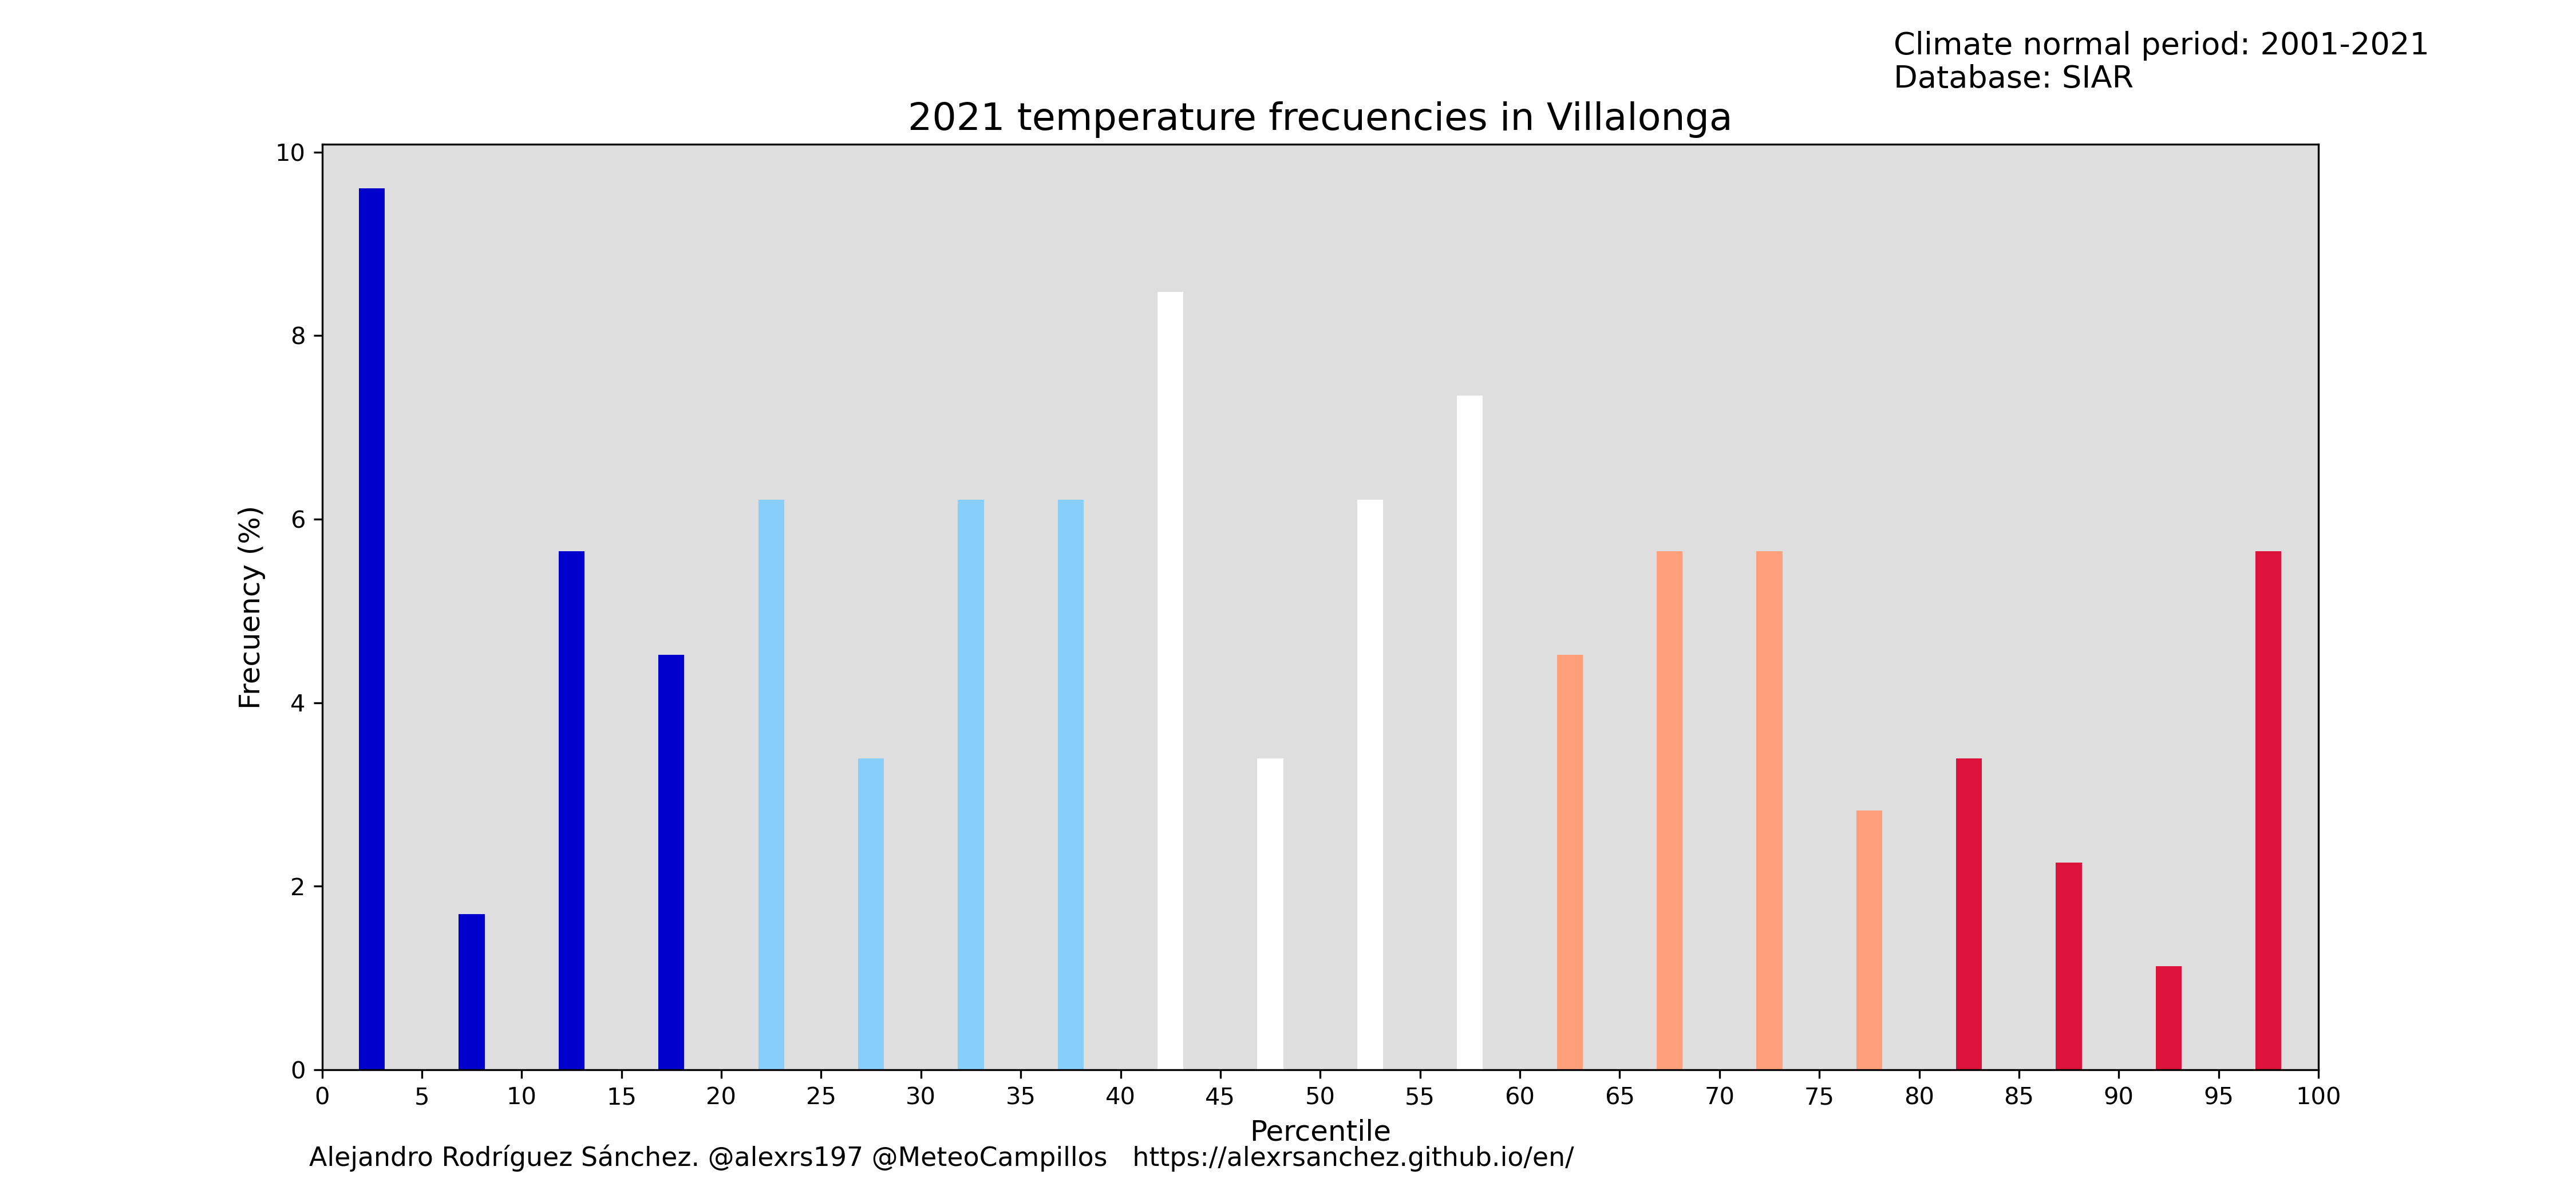 Climate normal period: 2001-2021
Database: SIAR
2021 temperature frecuencies in Villalonga
10
8
6
4
2
0
Frecuency (%)
0 5 10 15 20 25 30 35 40 45 50 55 60 65 70 75 80 85 90 95 100
Percentile
Alejandro Rodríguez Sánchez. @alexrs197 @MeteoCampillos https://alexrsanchez.github.io/en/